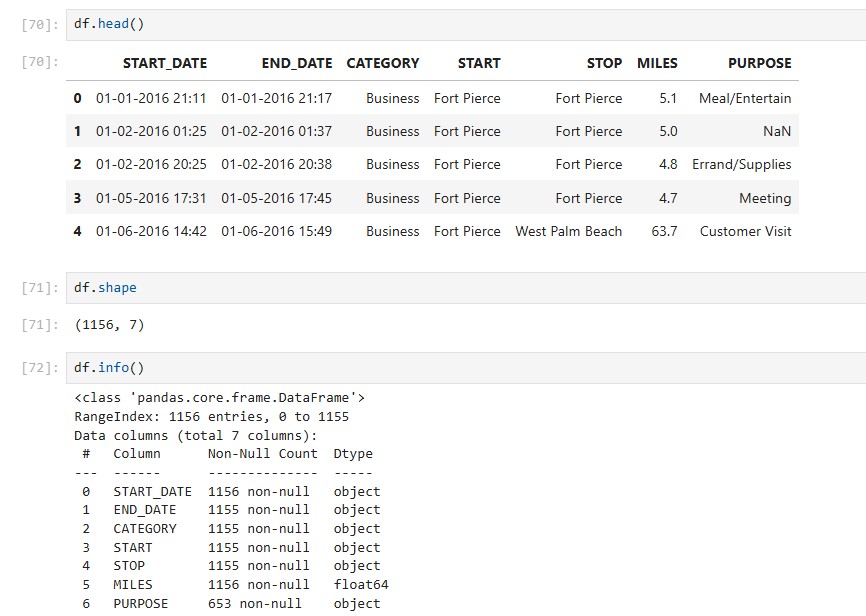 [70]: df.head()
[70]: START_DATE END_DATE CATEGORY START STOP MILES PURPOSE
0 01-01-2016 21:11 01-01-2016 21:17 Business Fort Pierce Fort Pierce 5.1 Meal/Entertain
1 01-02-2016 01:25 01-02-2016 01:37 Business Fort Pierce Fort Pierce 5.0 NaN
2 01-02-2016 20:25 01-02-2016 20:38 Business Fort Pierce Fort Pierce 4.8 Errand/Supplies
3 01-05-2016 17:31 01-05-2016 17:45 Business Fort Pierce Fort Pierce 4.7 Meeting
4 01-06-2016 14:42 01-06-2016 15:49 Business Fort Pierce West Palm Beach 63.7 Customer Visit
[71]: df.shape
[71]: (1156, 7)
[72]: df.info()
<class 'pandas.core.frame.DataFrame'>
RangeIndex: 1156 entries, 0 to 1155
Data columns (total 7 columns):
# Column Non-Null Count Dtype
--- ------ -------------- -----
0 START_DATE 1156 non-null object
1 END_DATE 1155 non-null object
2 CATEGORY 1155 non-null object
3 START 1155 non-null object
4 STOP 1155 non-null object
5 MILES 1156 non-null float64
6 PURPOSE 653 non-null object